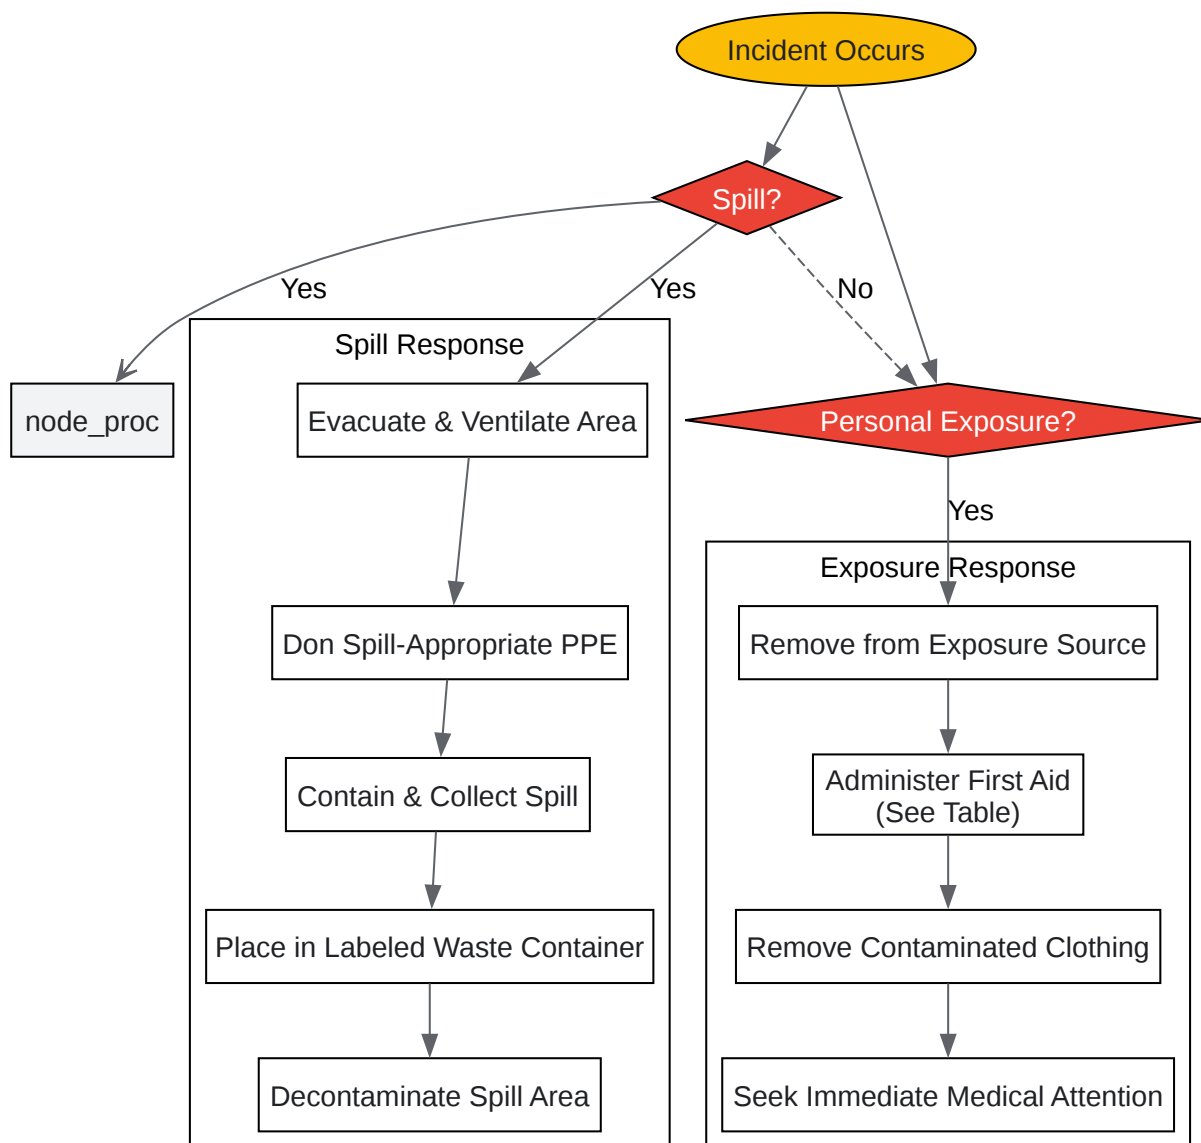 Incident Occurs
Spill?
Yes
Yes
No
Spill Response
node_proc
Evacuate & Ventilate Area
Personal Exposure?
Yes
Exposure Response
Don Spill-Appropriate PPE
Remove from Exposure Source
Contain & Collect Spill
Administer First Aid
(See Table)
Place in Labeled Waste Container
Remove Contaminated Clothing
Decontaminate Spill Area
Seek Immediate Medical Attention